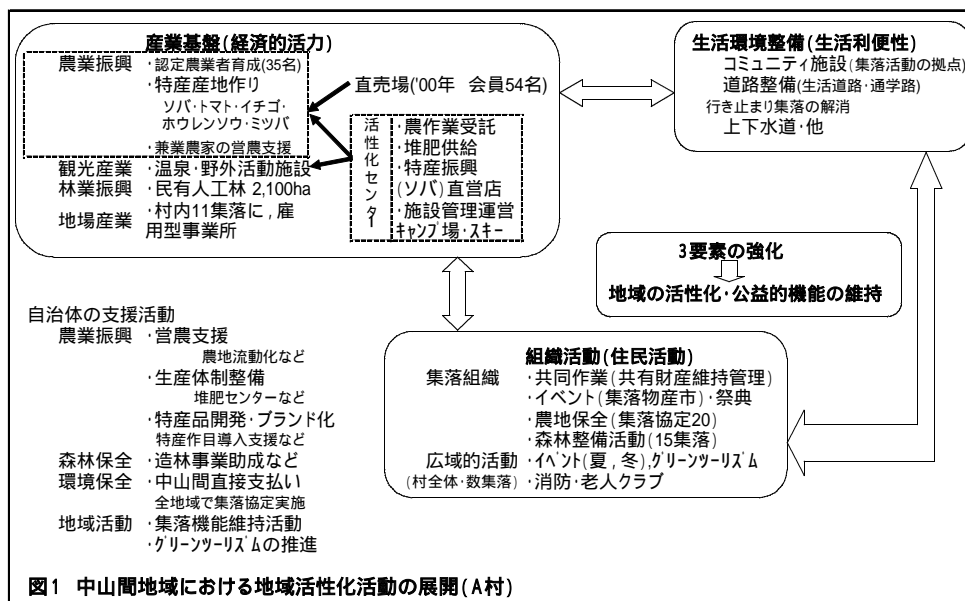 産業基盤(経済的活力)
農業振興 ・認定農業者育成(35名)
・特産産地作り
ソバ・トマト・イチゴ・
ホウレンソウ・ミツバ
・兼業農家の営農支援
観光産業 ・温泉・野外活動施設
林業振興 ・民有人工林 2,100ha
地場産業 ・村内11集落に,雇
用型事業所
直売場('00年 会員54名)
活性化センター
・農作業受託
・堆肥供給
・特産振興
(ソバ)直営店
・施設管理運営
キャンプ場・スキー
生活環境整備(生活利便性)
コミュニティ施設(集落活動の拠点)
道路整備(生活道路・通学路)
行き止まり集落の解消
上下水道・他
3要素の強化
地域の活性化・公益的機能の維持
自治体の支援活動
農業振興 ・営農支援
農地流動化など
・生産体制整備
堆肥センターなど
・特産品開発・ブランド化
特産作目導入支援など
森林保全 ・造林事業助成など
環境保全 ・中山間直接支払い
全地域で集落協定実施
地域活動 ・集落機能維持活動
・グリーンツーリズムの推進
組織活動(住民活動)
集落組織 ・共同作業(共有財産維持管理)
・イベント(集落物産市)・祭典
・農地保全(集落協定20)
・森林整備活動(15集落)
広域的活動 ・イベント(夏,冬),グリーンツーリズム
(村全体・数集落) ・消防・老人クラブ
図1 中山間地域における地域活性化活動の展開(A村)